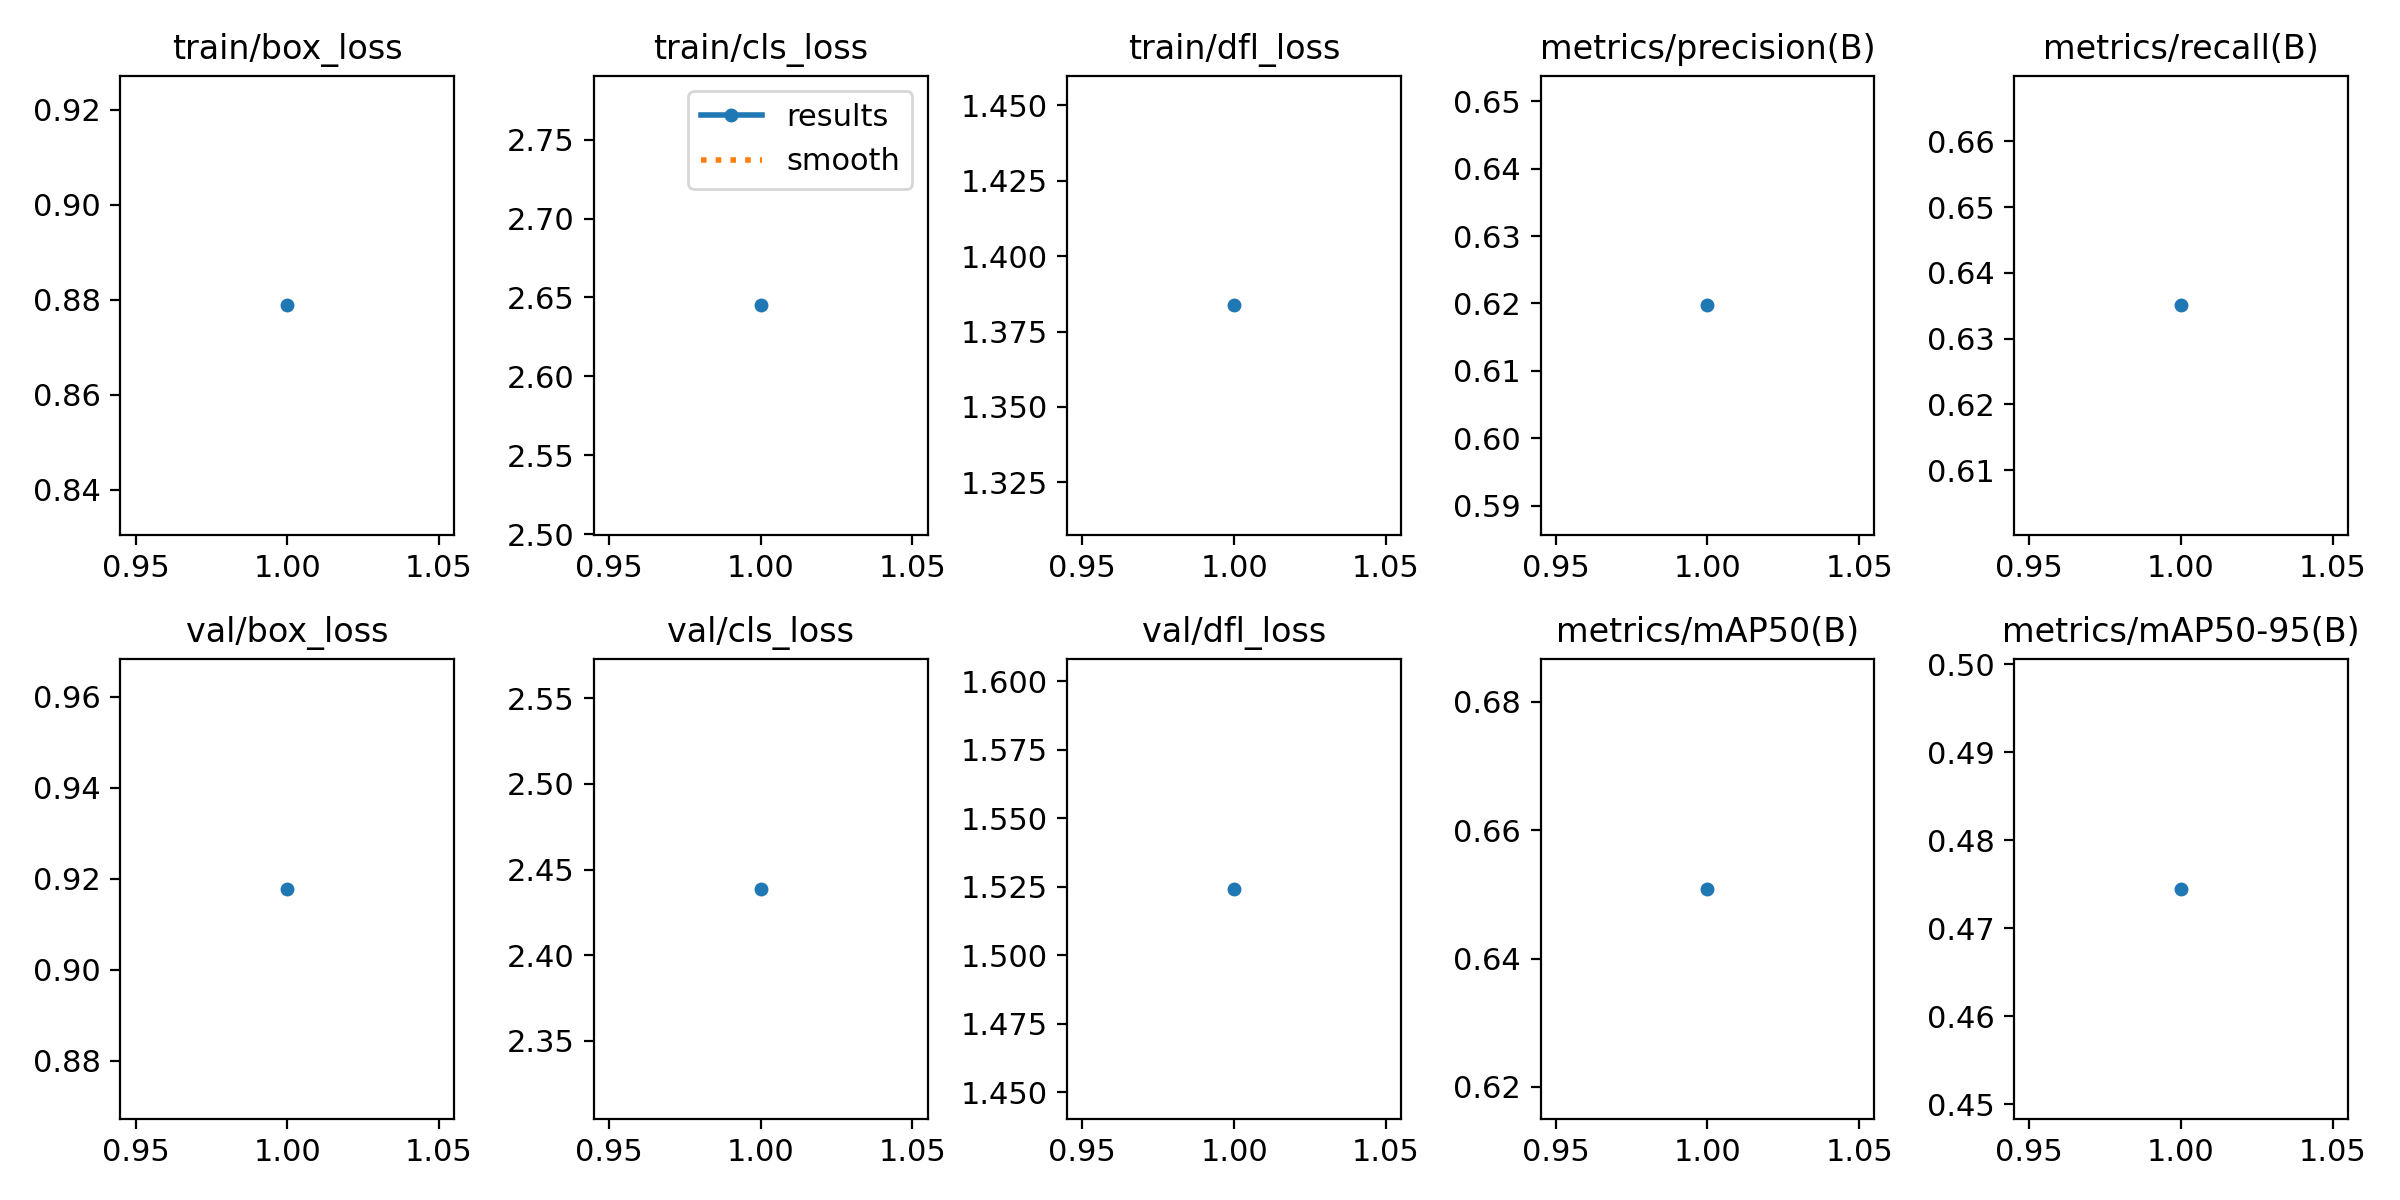 train/box_loss
0.92
0.90
0.88
0.86
0.84
0.95 1.00 1.05
train/cls_loss
results
smooth
2.75
2.70
2.65
2.60
2.55
2.50
0.95 1.00 1.05
train/dfl_loss
1.450
1.425
1.400
1.375
1.350
1.325
0.95 1.00 1.05
metrics/precision(B)
0.65
0.64
0.63
0.62
0.61
0.60
0.59
0.95 1.00 1.05
metrics/recall(B)
0.66
0.65
0.64
0.63
0.62
0.61
0.95 1.00 1.05
val/box_loss
0.96
0.94
0.92
0.90
0.88
0.95 1.00 1.05
val/cls_loss
2.55
2.50
2.45
2.40
2.35
0.95 1.00 1.05
val/dfl_loss
1.600
1.575
1.550
1.525
1.500
1.475
1.450
0.95 1.00 1.05
metrics/mAP50(B)
0.68
0.66
0.64
0.62
0.95 1.00 1.05
metrics/mAP50-95(B)
0.50
0.49
0.48
0.47
0.46
0.45
0.95 1.00 1.05